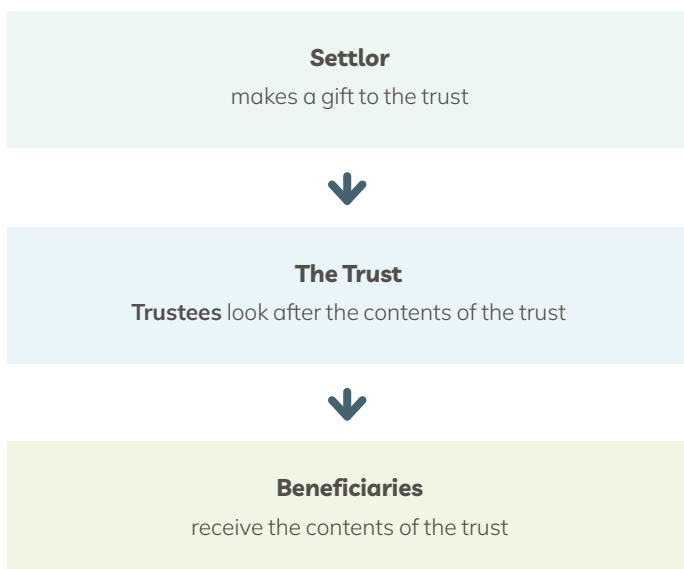 Settlor
makes a gift to the trust
The Trust
Trustees look after the contents of the trust
Beneficiaries
receive the contents of the trust